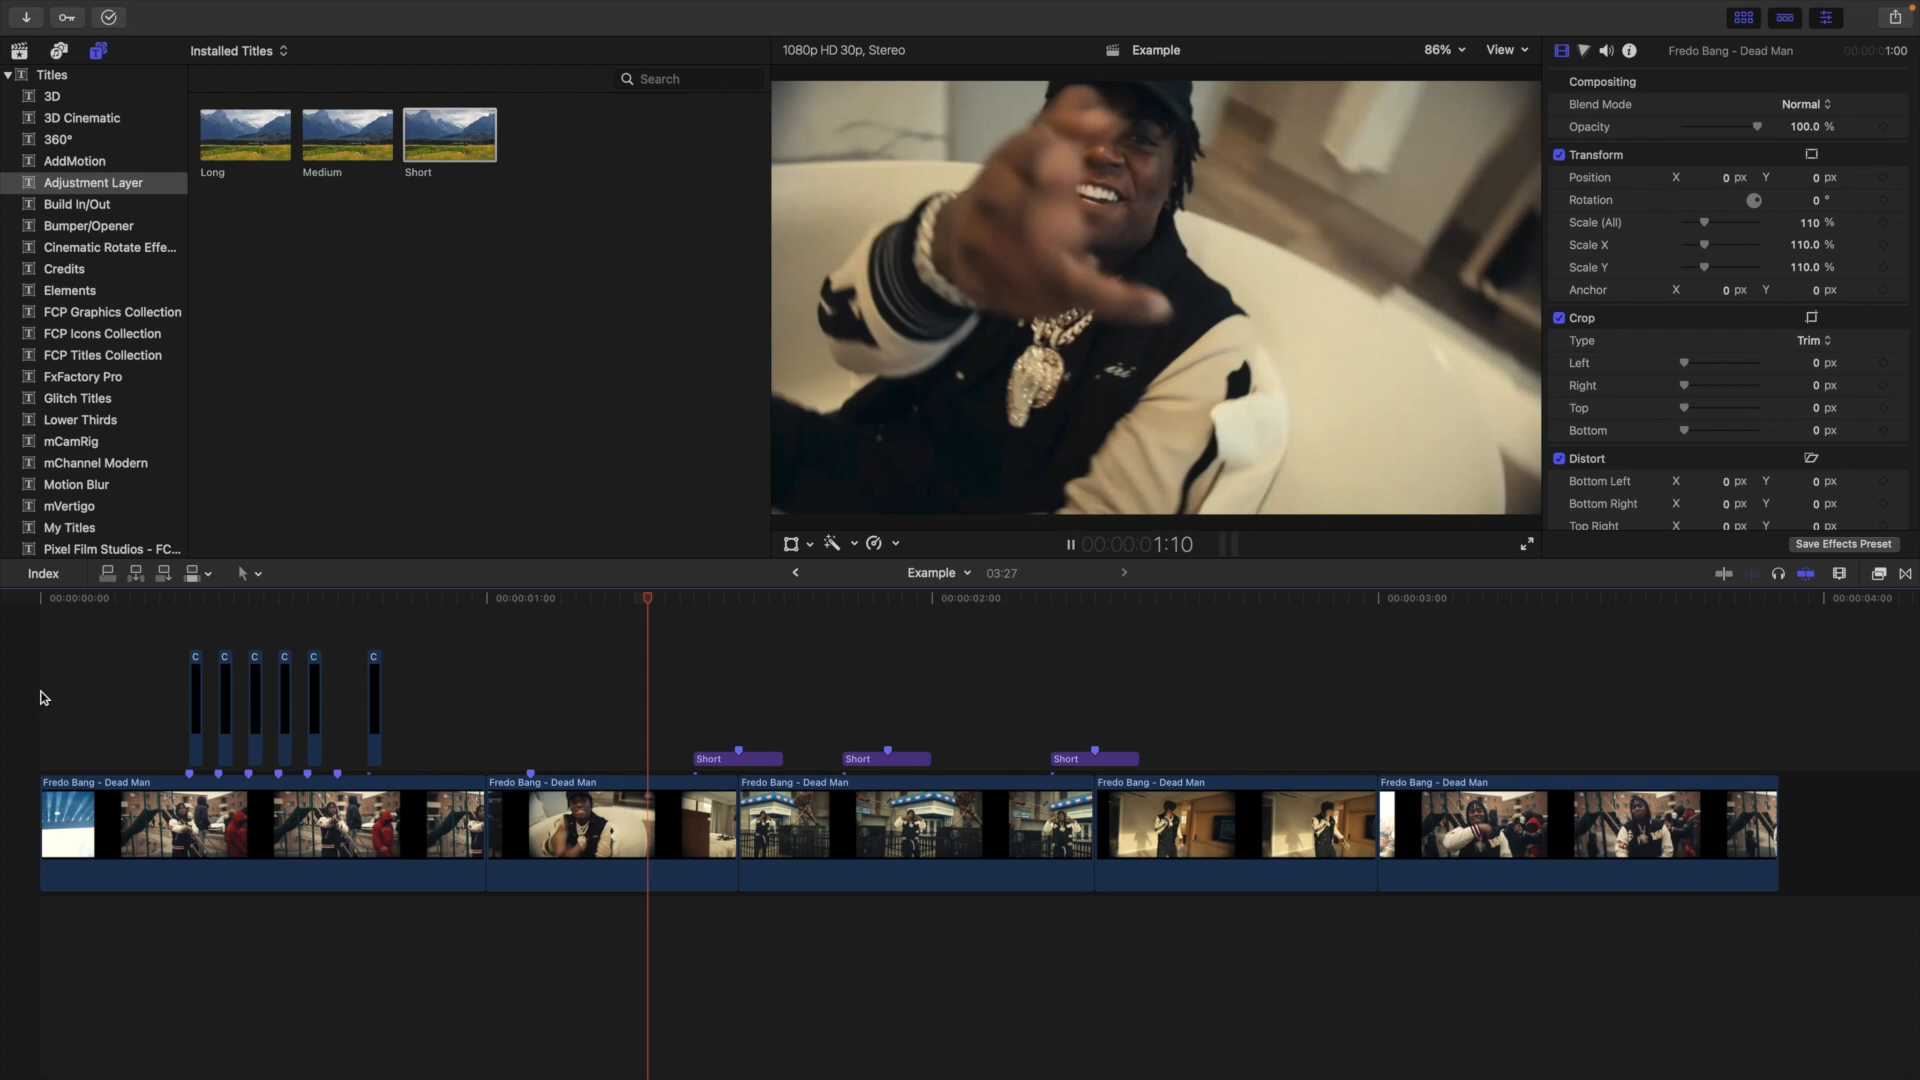 Installed Titles
1080p HD 30p, Stereo
Example
86%
View
Fredo Bang - Dead Man
00:00:01:00
Titles
3D
3D Cinematic
360°
AddMotion
Adjustment Layer
Build In/Out
Bumper/Opener
Cinematic Rotate Effe...
Credits
Elements
FCP Graphics Collection
FCP Icons Collection
FCP Titles Collection
FxFactory Pro
Glitch Titles
Lower Thirds
mCamRig
mChannel Modern
Motion Blur
mVertigo
My Titles
Pixel Film Studios - FC...
Search
Long
Medium
Short
Compositing
Blend Mode Normal
Opacity 100.0 %
Transform
Position X 0 px Y 0 px
Rotation 0 °
Scale (All) 110 %
Scale X 110.0 %
Scale Y 110.0 %
Anchor X 0 px Y 0 px
Crop
Type Trim
Left 0 px
Right 0 px
Top 0 px
Bottom 0 px
Distort
Bottom Left X 0 px Y 0 px
Bottom Right X 0 px Y 0 px
Top Right X 0 px Y 0 px
00:00:01:10
Save Effects Preset
Index
Example
03:27
00:00:00:00
00:00:01:00
00:00:02:00
00:00:03:00
00:00:04:00
C
C
C
C
C
C
Short
Short
Short
Fredo Bang - Dead Man
Fredo Bang - Dead Man
Fredo Bang - Dead Man
Fredo Bang - Dead Man
Fredo Bang - Dead Man